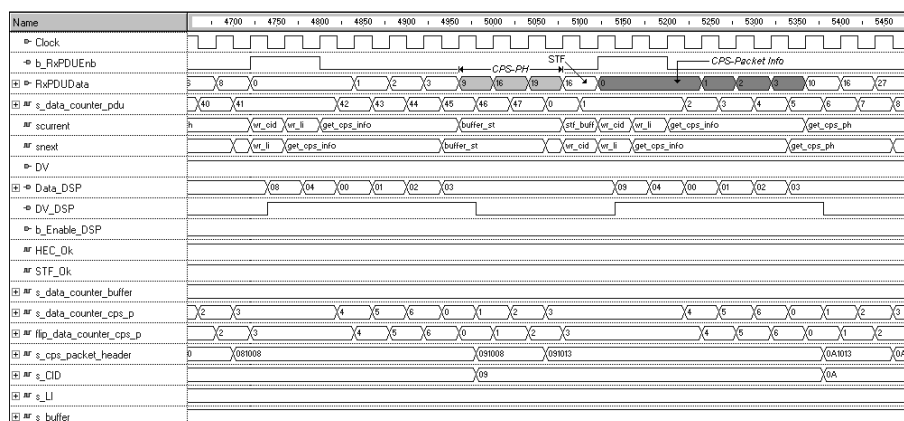 Name 4700 4750 4800 4850 4900 4950 5000 5050 5100 5150 5200 5250 5300 5350 5400 5450
Clock
b_RxPDUEnb CPS-PH STF CPS-Packet Info
RxPDUData 8 0 1 2 3 9 16 19 16 0 1 2 3 10 16 27
s_data_counter_pdu 40 41 42 43 44 45 46 47 0 1 2 3 4 5 6 7 8
scurrent h wr_cid wr_li get_cps_info buffer_st stf_buff wr_cid wr_li get_cps_info get_cps_ph
snext wr_li get_cps_info buffer_st wr_cid wr_li get_cps_info get_cps_ph
DV
Data_DSP 08 04 00 01 02 03 09 04 00 01 02 03
DV_DSP
b_Enable_DSP
HEC_Ok
STF_Ok
s_data_counter_buffer
s_data_counter_cps_p 2 3 4 5 6 0 1 2 3 4 5 6 0 1 2 3
flip_data_counter_cps_p 2 3 4 5 6 0 1 2 3 4 5 6 0 1 2
s_cps_packet_header 0 081008 091008 091013 0A1013 0A
s_CID 09 0A
s_LI
s_buffer